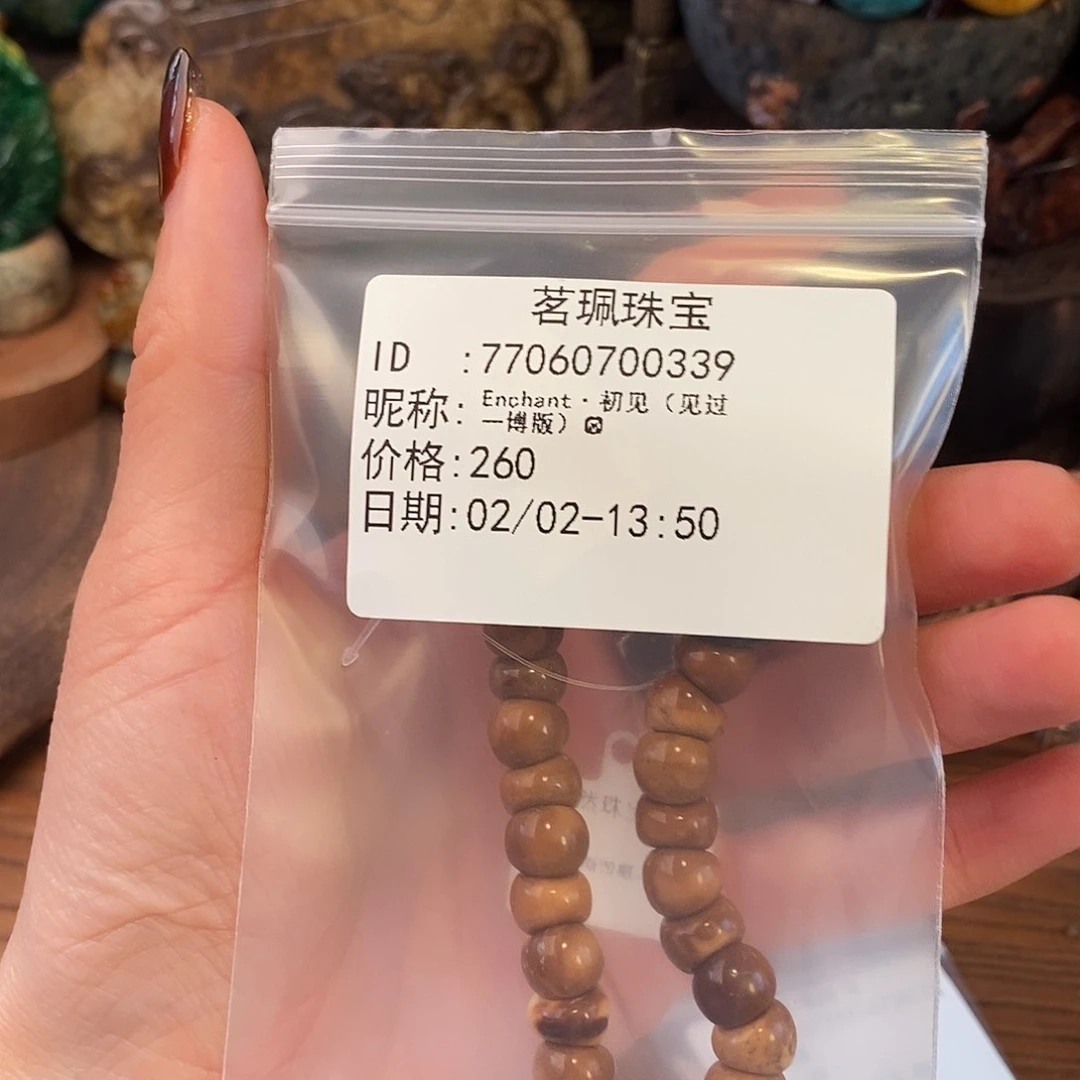 茗珮珠宝
ID :77060700339
昵称: Enchant·初见（见过
一博版）
价格:260
日期:02/02-13:50